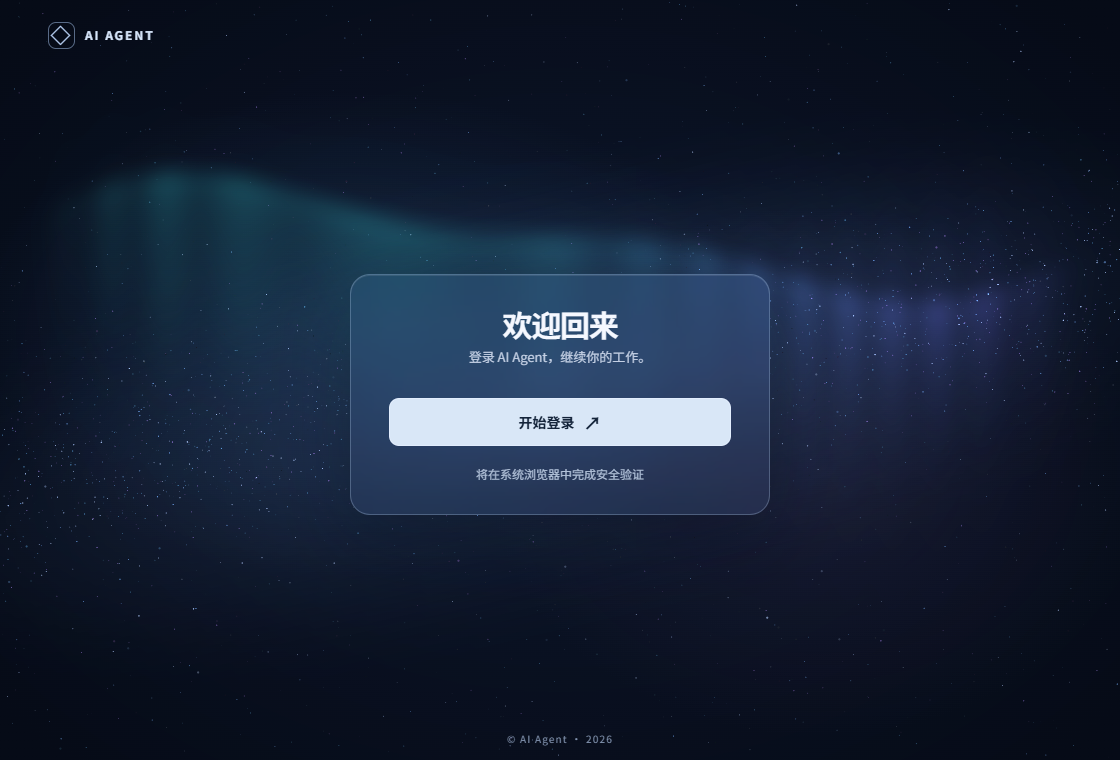 AI AGENT
欢迎回来
登录 AI Agent，继续你的工作。
开始登录 ↗
将在系统浏览器中完成安全验证
© AI Agent • 2026